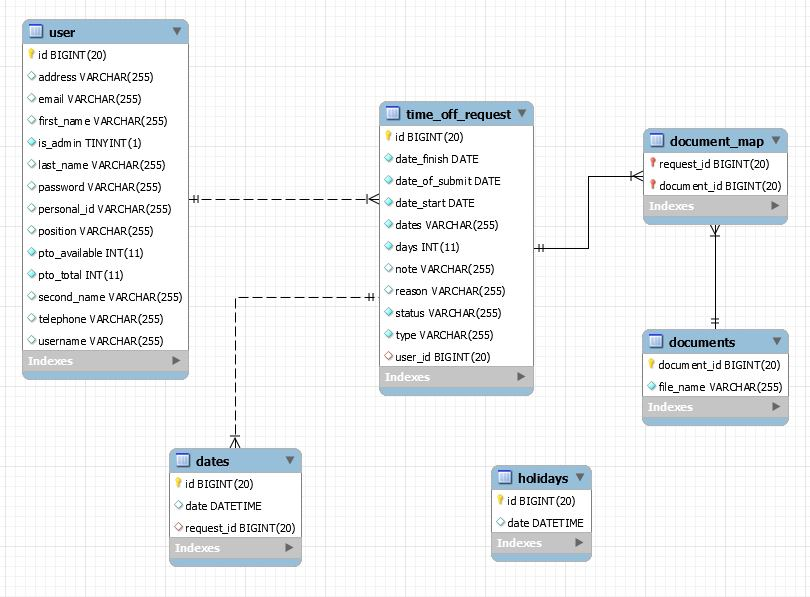 user
id BIGINT(20)
address VARCHAR(255)
email VARCHAR(255)
first_name VARCHAR(255)
is_admin TINYINT(1)
last_name VARCHAR(255)
password VARCHAR(255)
personal_id VARCHAR(255)
position VARCHAR(255)
pto_available INT(11)
pto_total INT(11)
second_name VARCHAR(255)
telephone VARCHAR(255)
username VARCHAR(255)
Indexes
time_off_request
id BIGINT(20)
date_finish DATE
date_of_submit DATE
date_start DATE
dates VARCHAR(255)
days INT(11)
note VARCHAR(255)
reason VARCHAR(255)
status VARCHAR(255)
type VARCHAR(255)
user_id BIGINT(20)
Indexes
document_map
request_id BIGINT(20)
document_id BIGINT(20)
Indexes
documents
document_id BIGINT(20)
file_name VARCHAR(255)
Indexes
dates
id BIGINT(20)
date DATETIME
request_id BIGINT(20)
Indexes
holidays
id BIGINT(20)
date DATETIME
Indexes